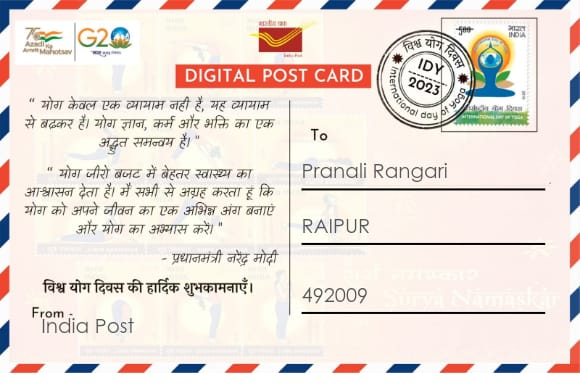 75
Azadi Ka
Amrit Mahotsav
G20
भारतीय डाक
India Post
विश्व योग दिवस
IDY
2023
international day of yoga
भारत
INDIA
INTERNATIONAL DAY OF YOGA
DIGITAL POST CARD
" योग केवल एक व्यायाम नहीं है, यह व्यायाम
से बढ़कर है। योग ज्ञान, कर्म और भक्ति का एक
अद्भुत समन्वय है। "
" योग जीरो बजट में बेहतर स्वास्थ्य का
आश्वासन देता है। मैं सभी से आग्रह करता हूं कि
योग को अपने जीवन का एक अभिन्न अंग बनाएं
और योग का अभ्यास करें। "
- प्रधानमंत्री नरेंद्र मोदी
विश्व योग दिवस की हार्दिक शुभकामनाएँ।
From -
India Post
To
Pranali Rangari
RAIPUR
492009
सूर्य नमस्कार
Surya Namaskar